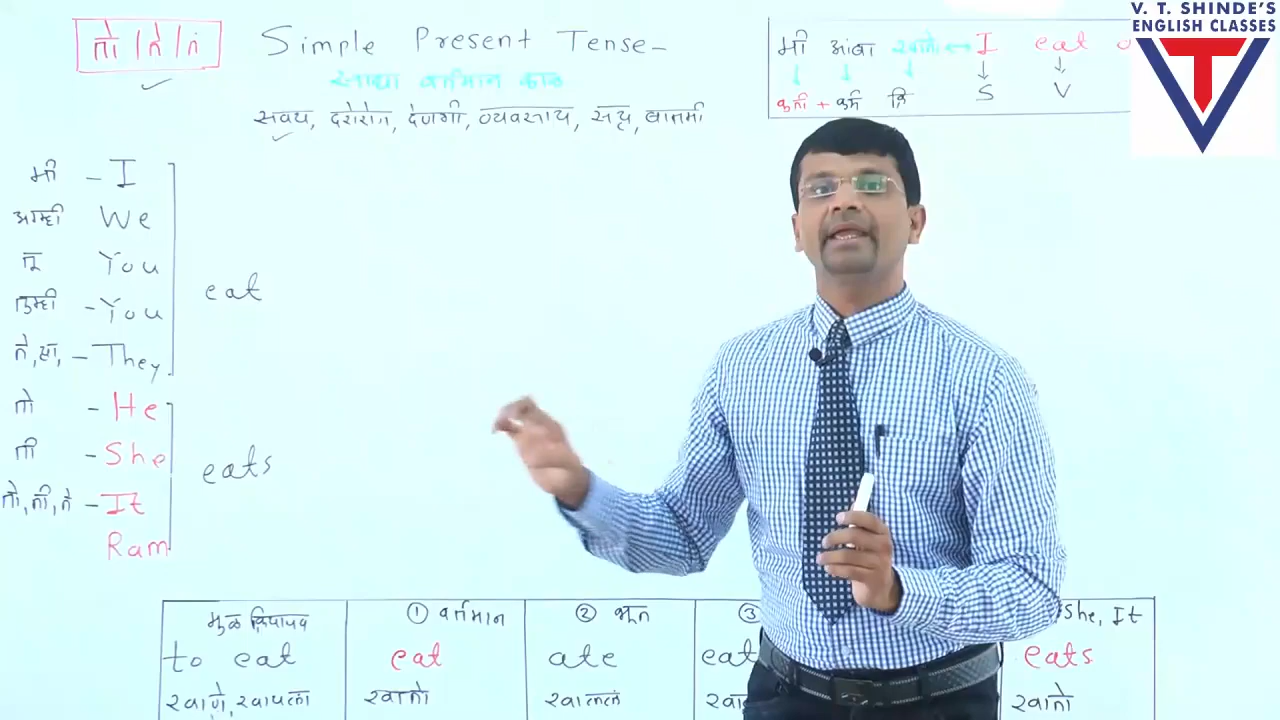 तो / ते / तं
Simple Present Tense –
साधा वर्तमान काळ
सवय, दररोज, देणगी, व्यवसाय, सत्य, बातमी
मी आंबा खातो ↔ I eat
कर्ता + कर्म क्रि S V
V. T. SHINDE'S
ENGLISH CLASSES
मी – I
आम्ही We
तू You
तुम्ही – You
ते, त्या, – They
eat
तो – He
ती – She
तो, ती, ते – It
Ram
eats
मुळ क्रियापद ① वर्तमान ② भूत ③ She, It
to eat eat ate eat eats
खाणे, खायला खातो खाल्लं खातो